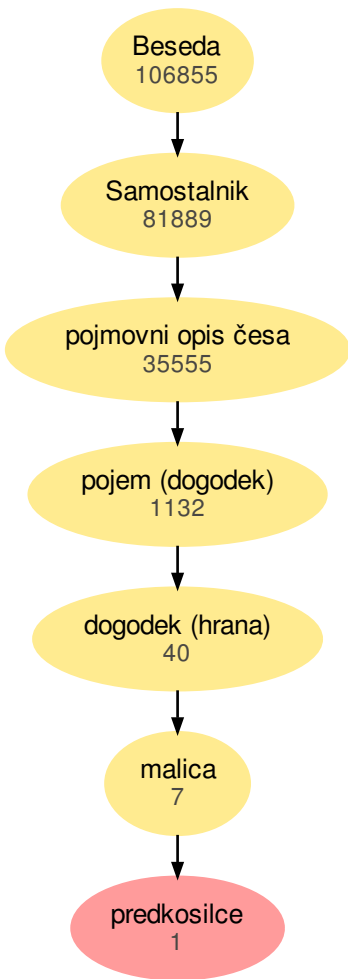 Beseda
106855
Samostalnik
81889
pojmovni opis česa
35555
pojem (dogodek)
1132
dogodek (hrana)
40
malica
7
predkosilce
1